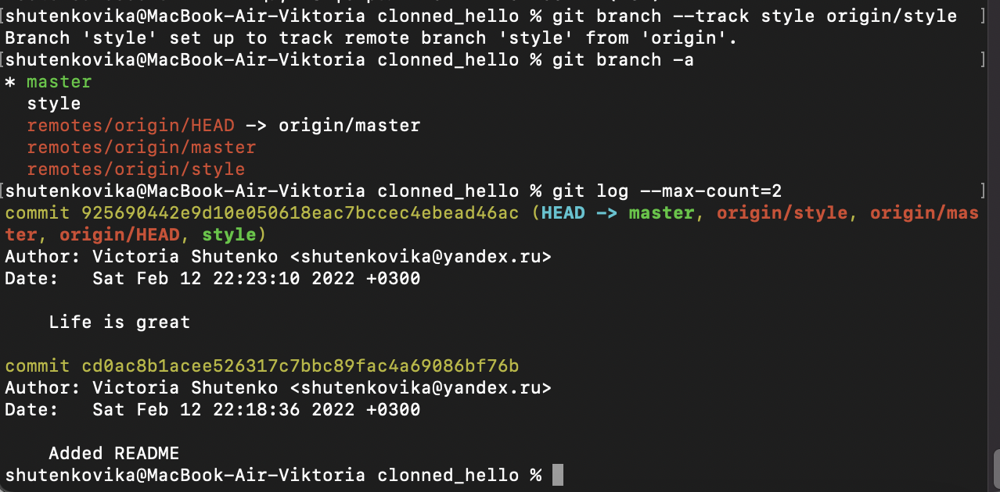 [shutenkovika@MacBook-Air-Viktoria clonned_hello % git branch --track style origin/style ]
Branch 'style' set up to track remote branch 'style' from 'origin'.
[shutenkovika@MacBook-Air-Viktoria clonned_hello % git branch -a ]
* master
  style
  remotes/origin/HEAD -> origin/master
  remotes/origin/master
  remotes/origin/style
[shutenkovika@MacBook-Air-Viktoria clonned_hello % git log --max-count=2 ]
commit 925690442e9d10e050618eac7bccec4ebead46ac (HEAD -> master, origin/style, origin/mas
ter, origin/HEAD, style)
Author: Victoria Shutenko <shutenkovika@yandex.ru>
Date:   Sat Feb 12 22:23:10 2022 +0300
    Life is great
commit cd0ac8b1acee526317c7bbc89fac4a69086bf76b
Author: Victoria Shutenko <shutenkovika@yandex.ru>
Date:   Sat Feb 12 22:18:36 2022 +0300
    Added README
shutenkovika@MacBook-Air-Viktoria clonned_hello %